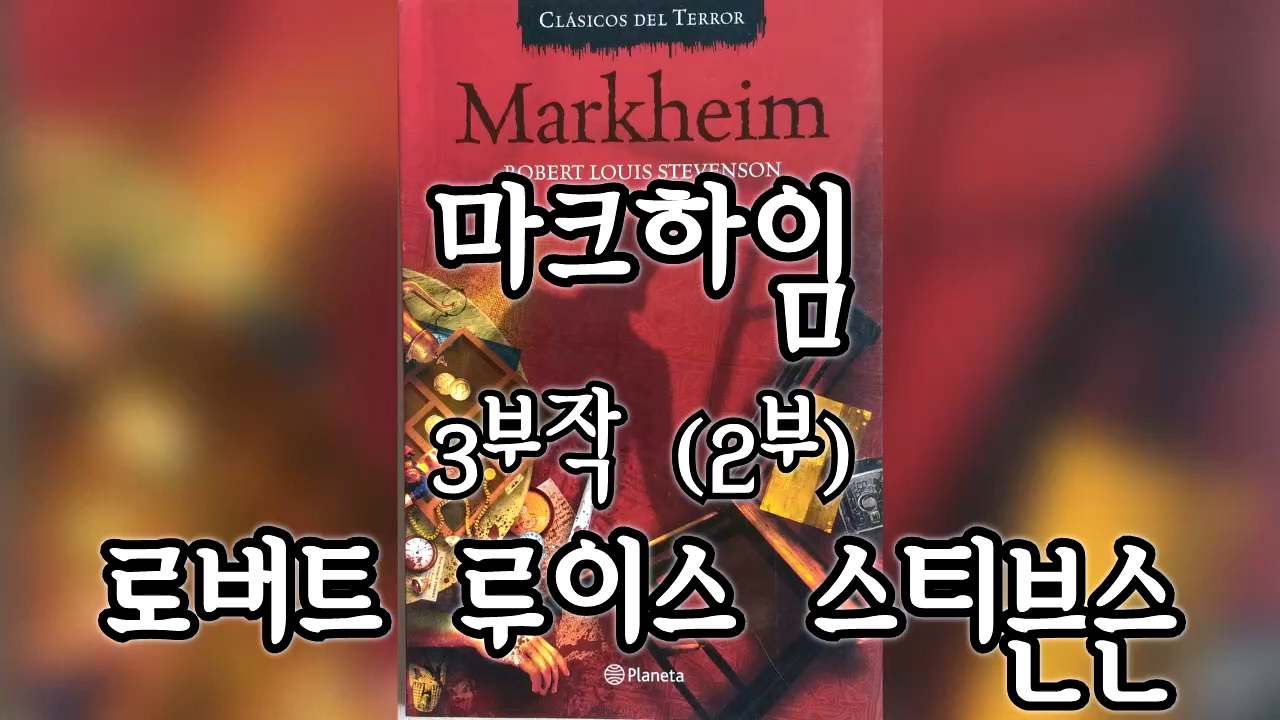 CLÁSICOS DEL TERROR
Markheim
ROBERT LOUIS STEVENSON
마크하임
3부작 (2부)
로버트 루이스 스티븐슨
Planeta